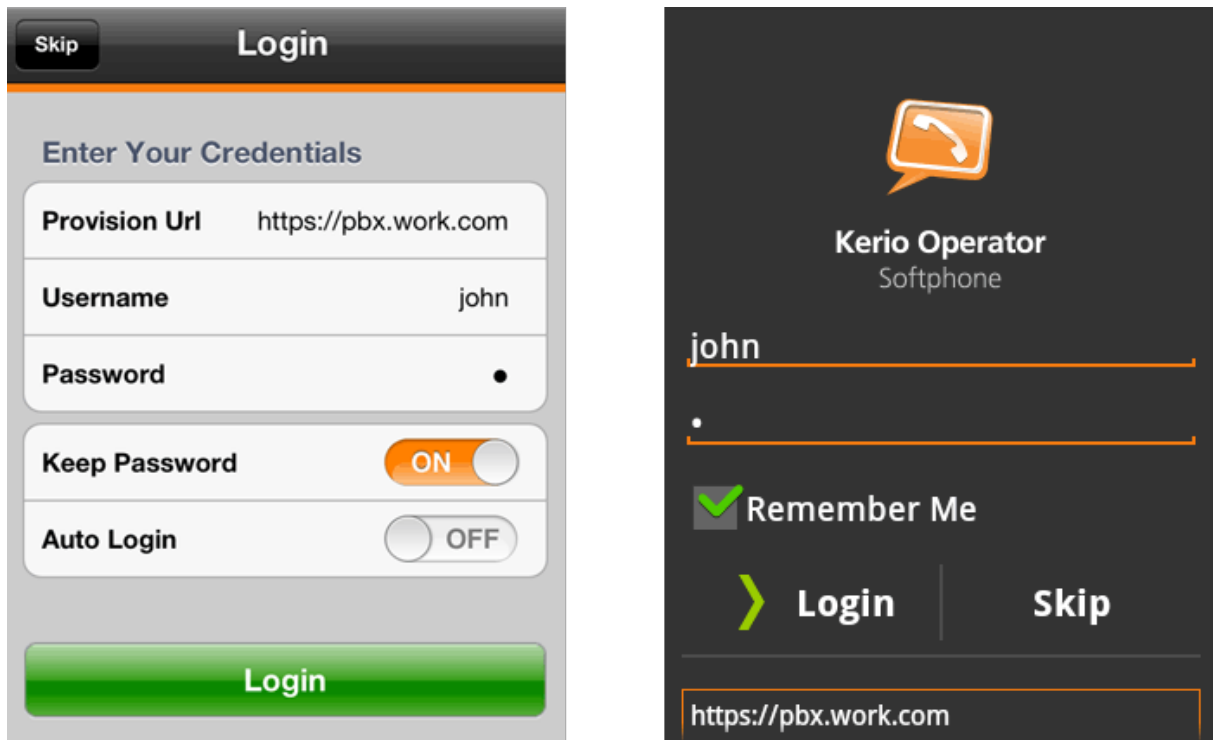 Skip
Login
Enter Your Credentials
Provision Url https://pbx.work.com
Username john
Password ●
Keep Password ON
Auto Login OFF
Login
Kerio Operator
Softphone
john
•
Remember Me
Login Skip
https://pbx.work.com